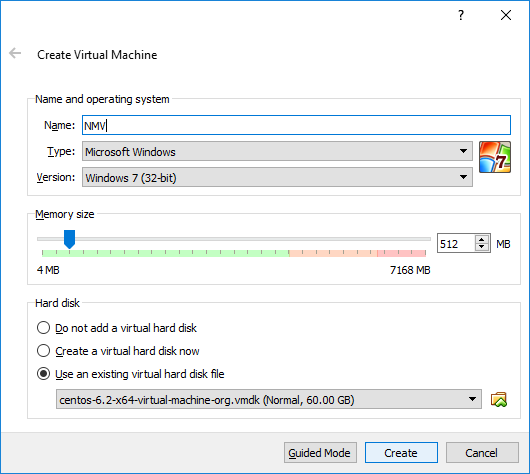 ?
Create Virtual Machine
Name and operating system
Name: NMV
Type: Microsoft Windows
7
Version: Windows 7 (32-bit)
Memory size
512 MB
4 MB 7168 MB
Hard disk
Do not add a virtual hard disk
Create a virtual hard disk now
Use an existing virtual hard disk file
centos-6.2-x64-virtual-machine-org.vmdk (Normal, 60.00 GB)
Guided Mode Create Cancel